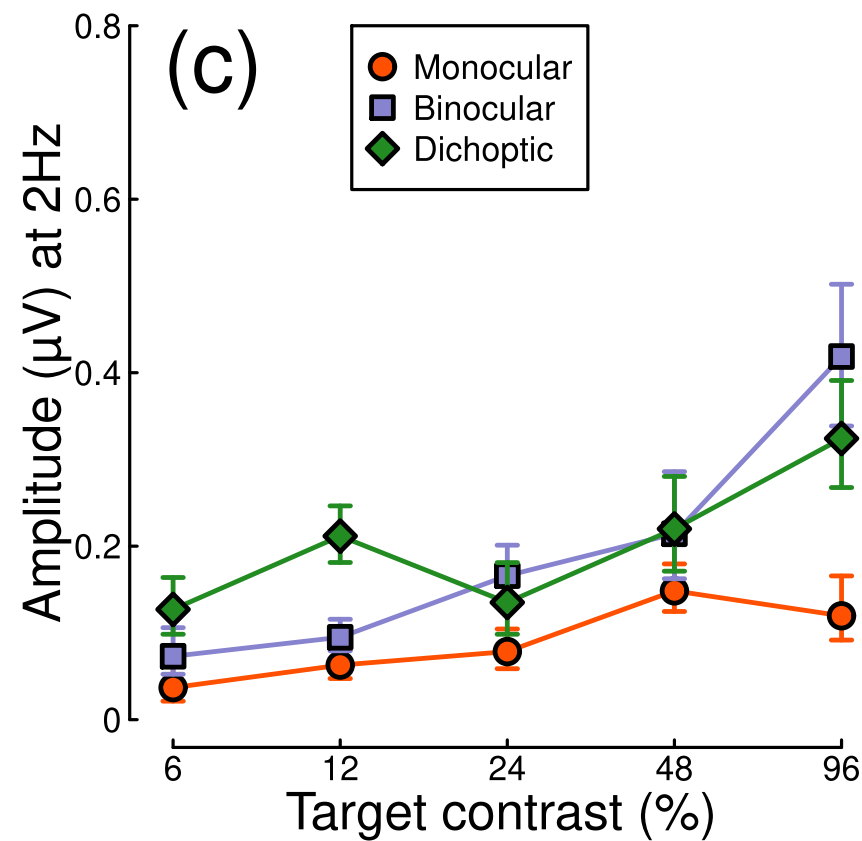 (c)
Monocular
Binocular
Dichoptic
Amplitude (µV) at 2Hz
0.8
0.6
0.4
0.2
0
6 12 24 48 96
Target contrast (%)